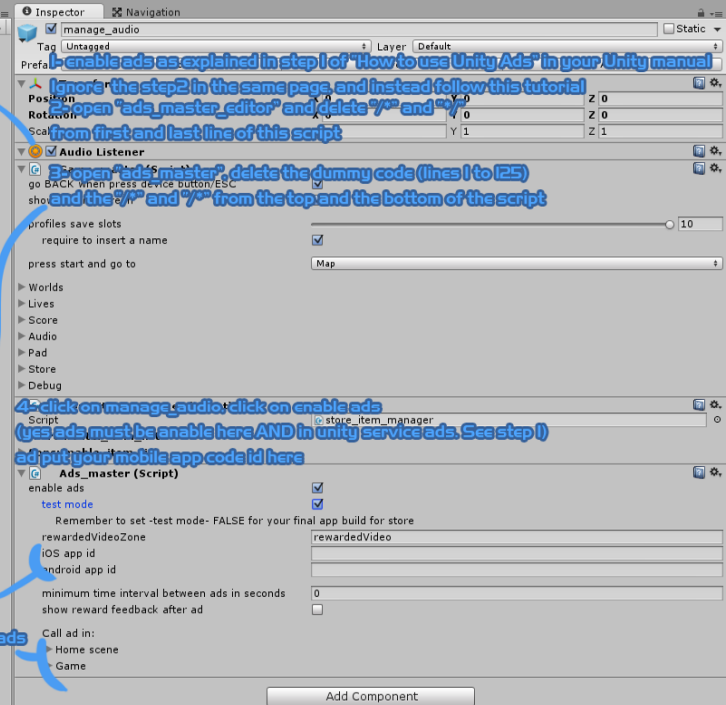 Inspector Navigation
manage_audio Static
Tag Untagged Layer Default
Prefa
1- enable ads as explained in step 1 of "How to use Unity Ads" in your Unity manual
Ignore the step2 in the same page, and instead follow this tutorial
Position X 0 Y 0 Z 0
2- open "ads_master_editor" and delete "/*" and "*/"
Rotation Z 0
from first and last line of this script
Scal Y 1 Z 1
Audio Listener
3- open "ads_master", delete the dummy code (lines 1 to 125)
go BACK when press device button/ESC
and the "/*" and "/*" from the top and the bottom of the script
profiles save slots 10
require to insert a name
press start and go to Map
Worlds
Lives
Score
Audio
Pad
Store
Debug
4- click on manage_audio. click on enable ads
Script store_item_manager
(yes ads must be anable here AND in unity service ads. See step 1)
ad put your mobile app code id here
Ads_master (Script)
enable ads
test mode
Remember to set -test mode- FALSE for your final app build for store
rewardedVideoZone rewardedVideo
iOS app id
android app id
minimum time interval between ads in seconds 0
show reward feedback after ad
Call ad in:
ads
Home scene
Game
Add Component